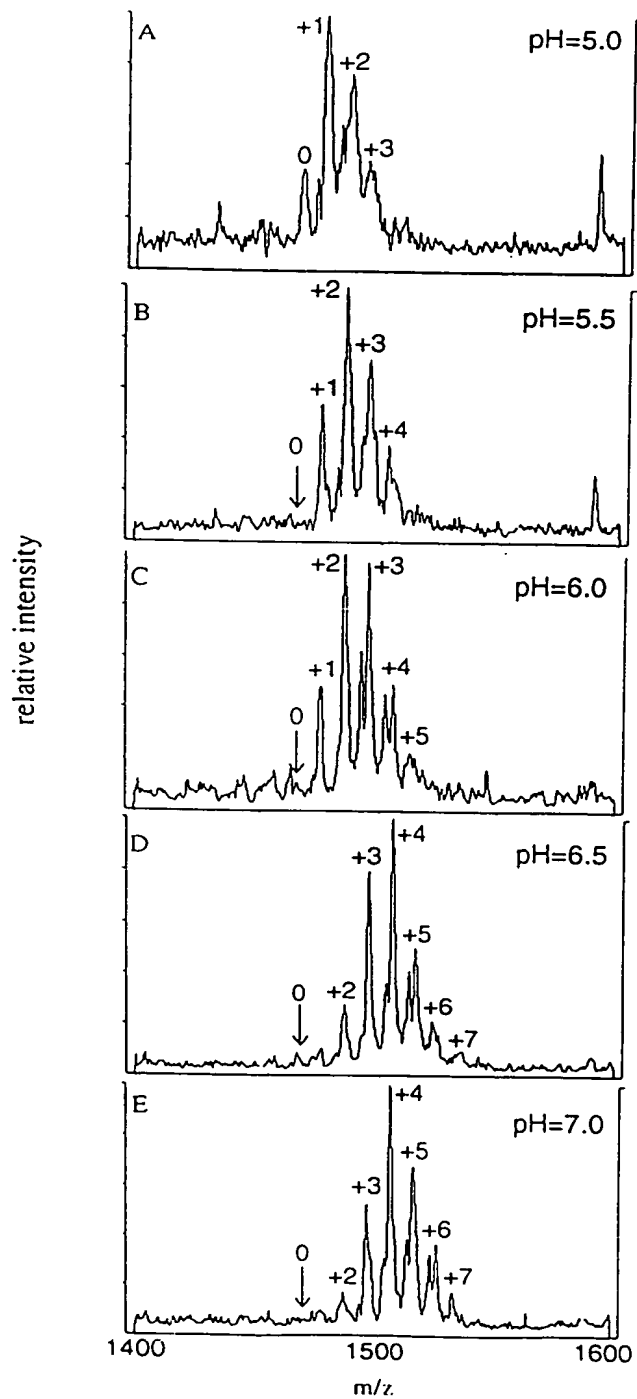 A
pH=5.0
+1
+2
+3
0
B
pH=5.5
+2
+3
+1
+4
0
relative intensity
C
pH=6.0
+2
+3
+1
+4
0
+5
D
pH=6.5
+4
+3
+5
0
+2
+6
+7
E
pH=7.0
+4
+5
+3
+6
0
+2
+7
1400
1500
1600
m/z